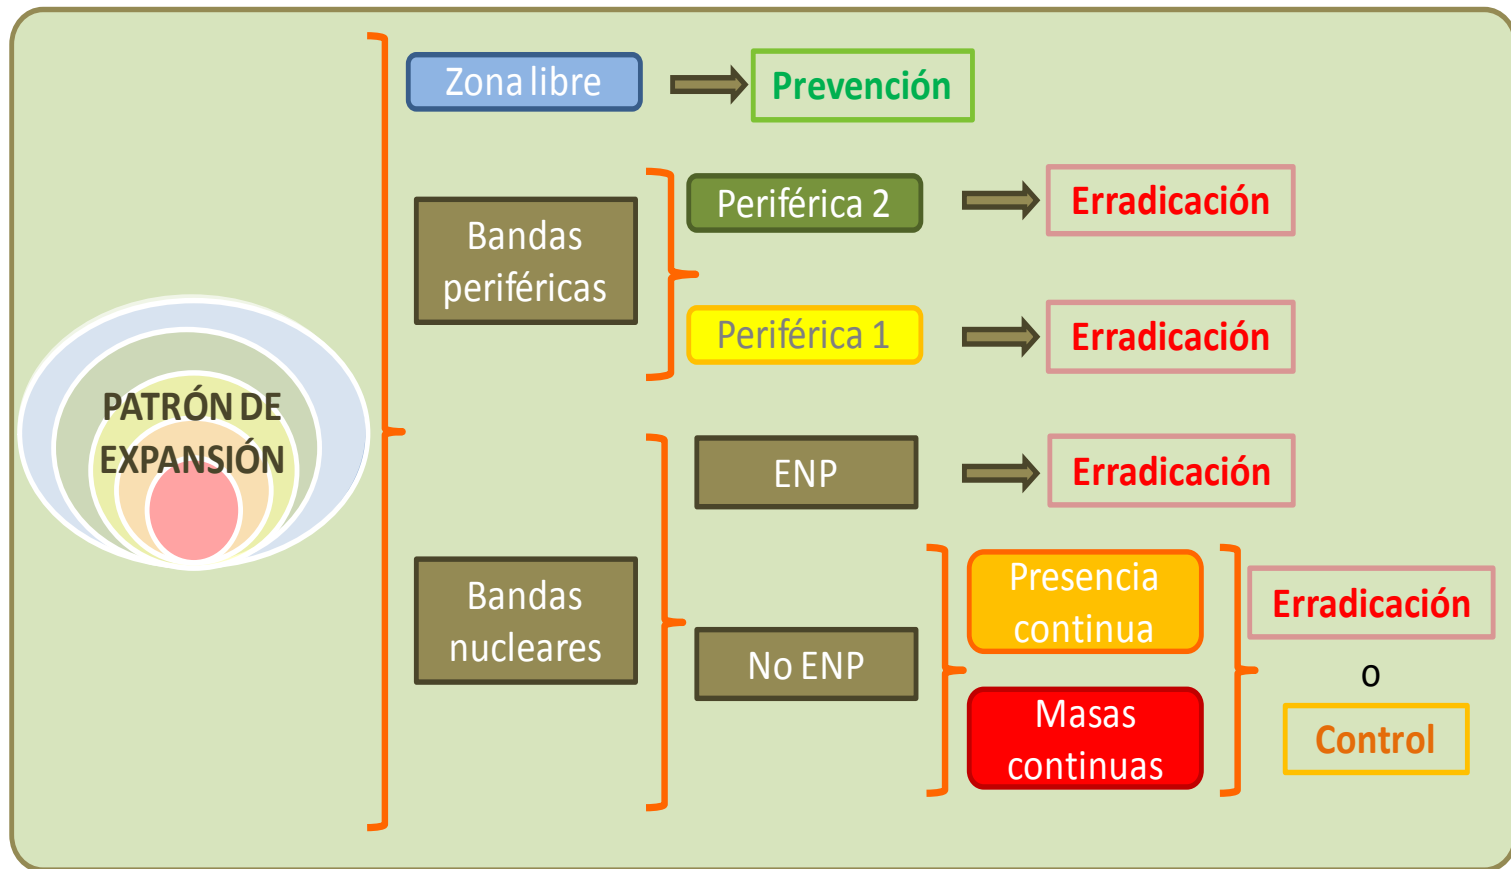 PATRÓN DE
EXPANSIÓN
Zona libre
Prevención
Bandas
periféricas
Periférica 2
Erradicación
Periférica 1
Erradicación
Bandas
nucleares
ENP
Erradicación
No ENP
Presencia
continua
Masas
continuas
Erradicación
o
Control